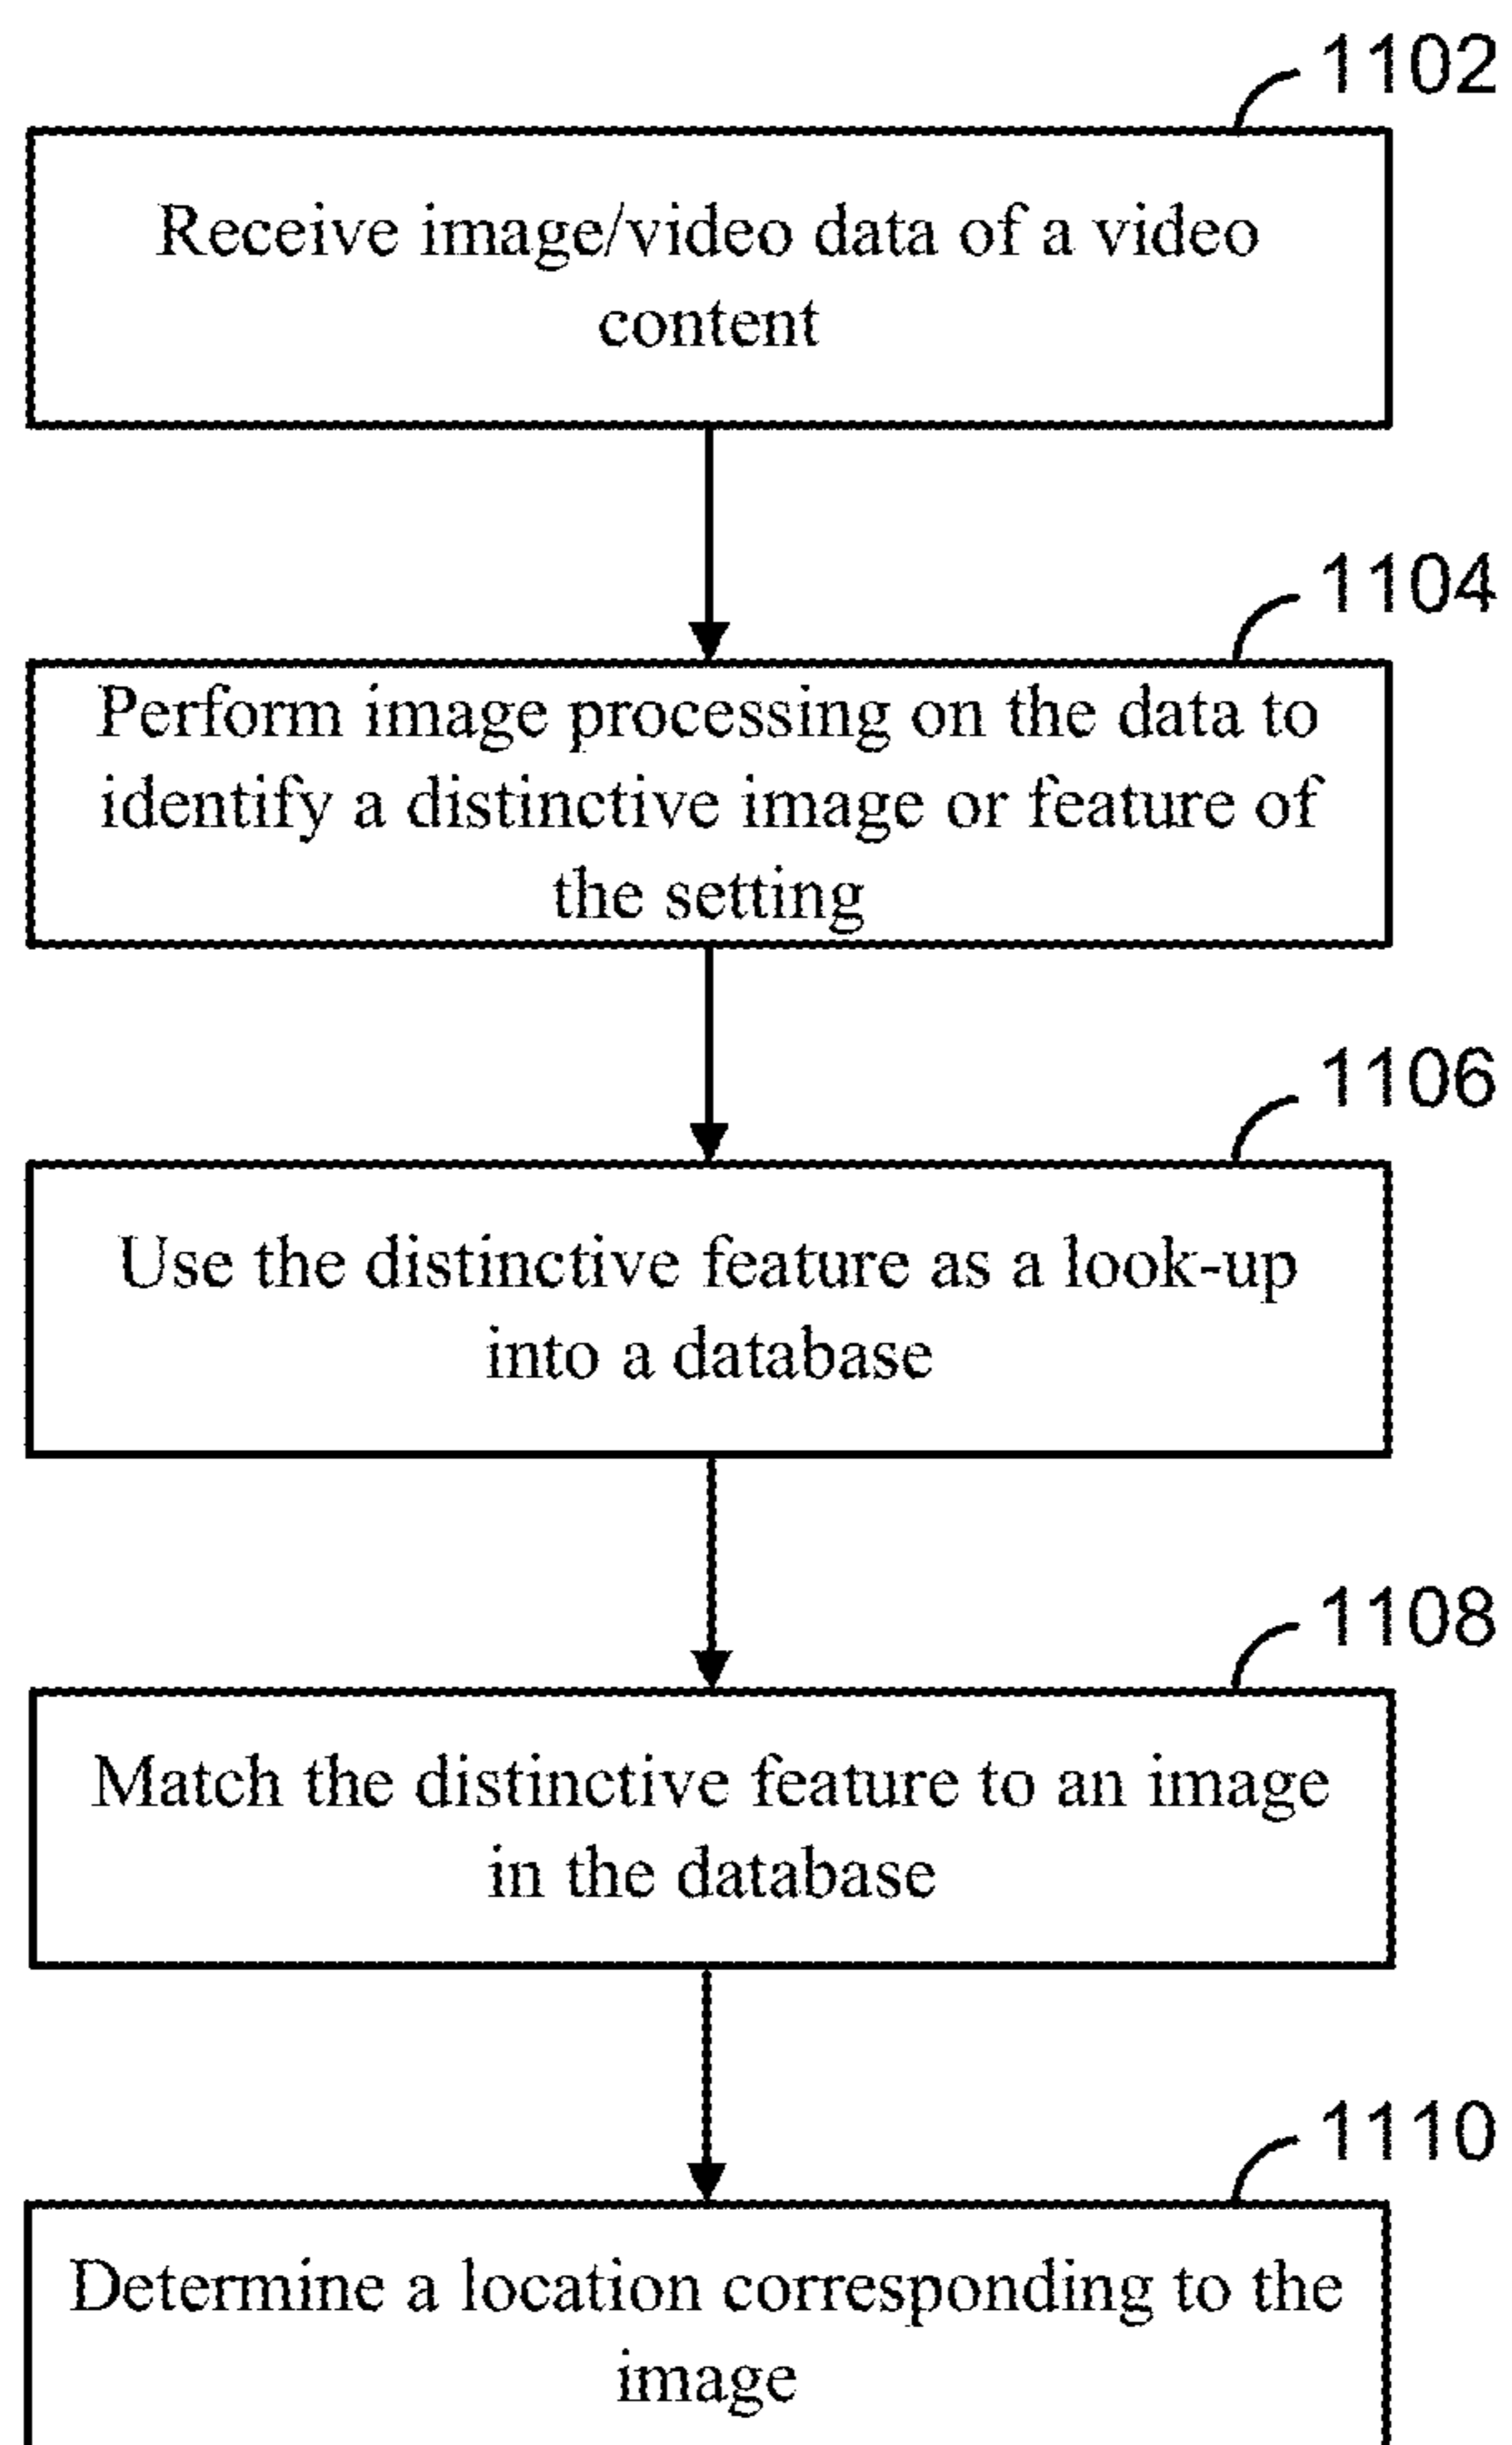 1102
Receive image/video data of a video
content
1104
Perform image processing on the data to
identify a distinctive image or feature of
the setting
1106
Use the distinctive feature as a look-up
into a database
1108
Match the distinctive feature to an image
in the database
1110
Determine a location corresponding to the
image